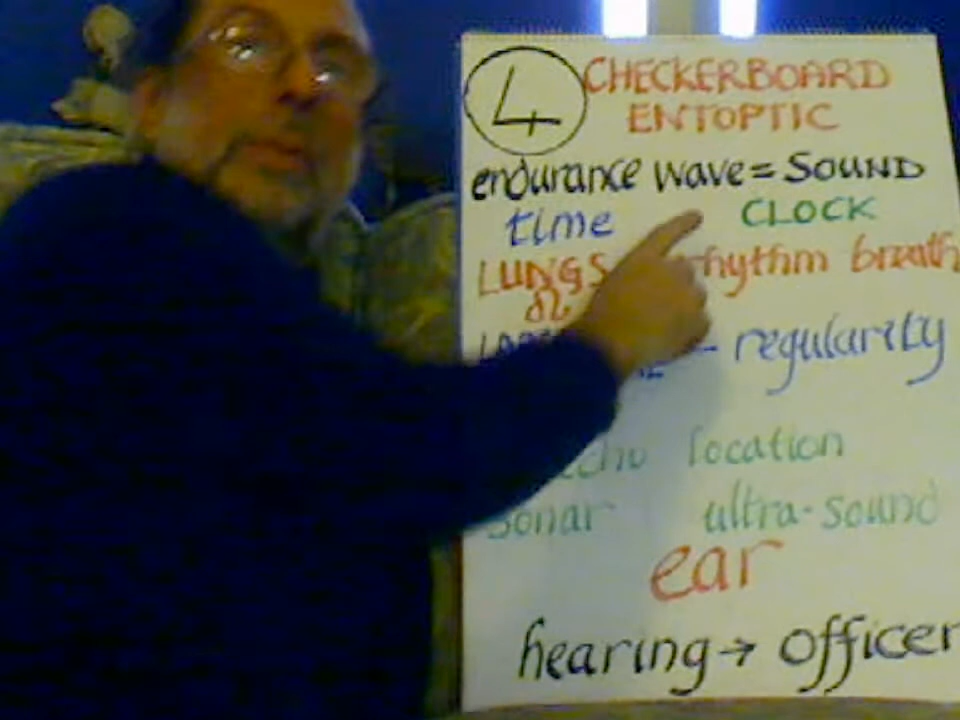 4 CHECKERBOARD
ENTOPTIC
endurance wave = SOUND
time CLOCK
LUNGS rhythm breath
& - regularity
echo location
sonar ultra-sound
ear
hearing → officer